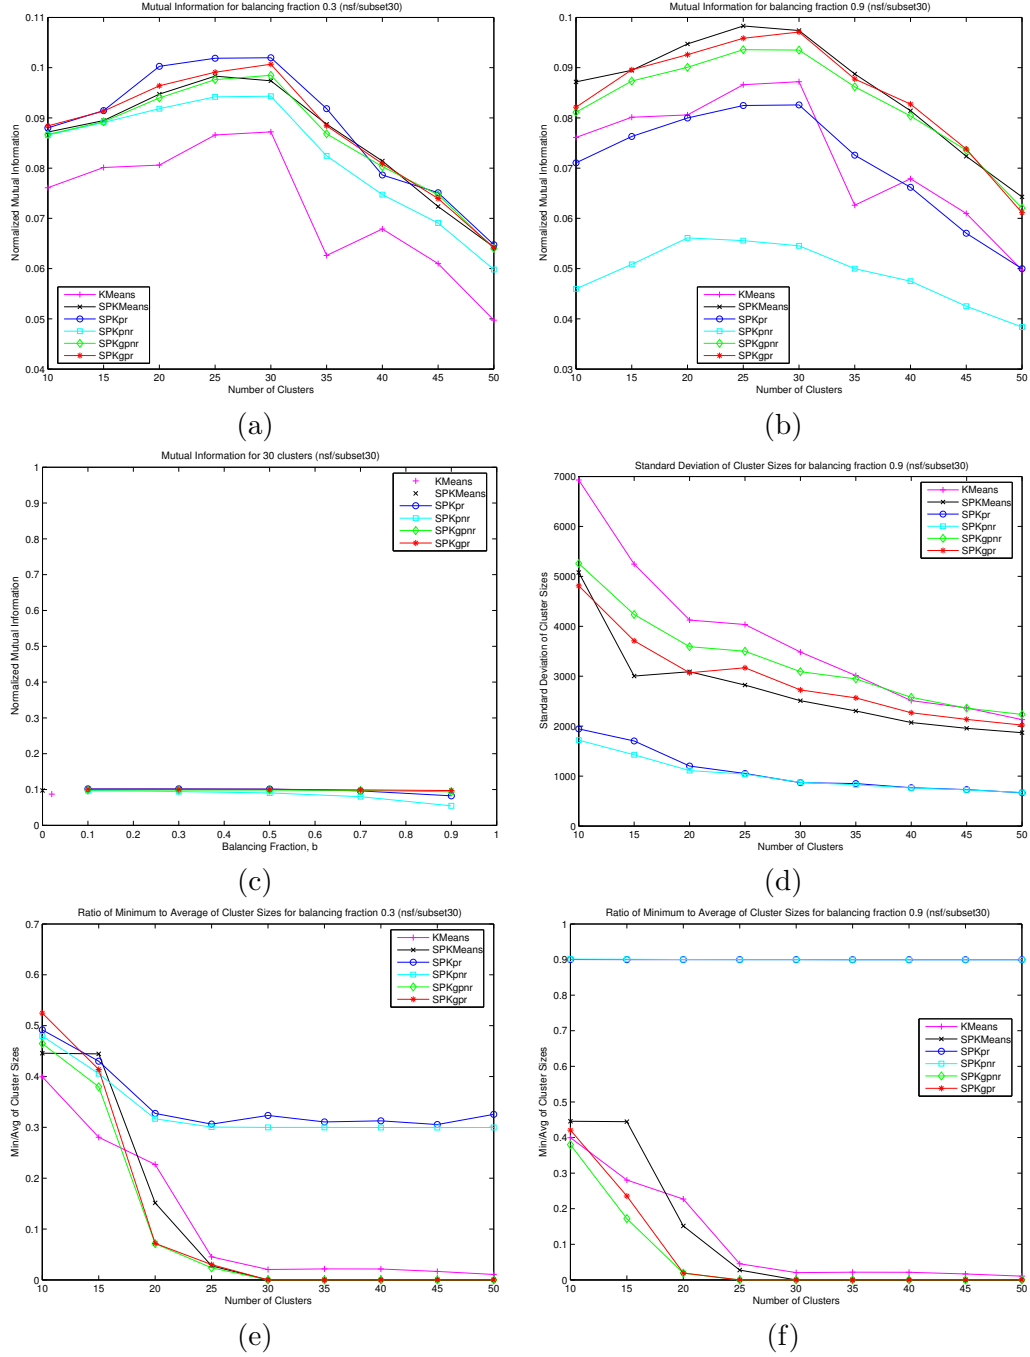 Mutual Information for balancing fraction 0.3 (nsf/subset30)
0.11
0.1
0.09
0.08
0.07
0.06
0.05
0.04
Normalized Mutual Information
KMeans
SPKMeans
SPKpr
SPKpnr
SPKgpnr
SPKgpr
10 15 20 25 30 35 40 45 50
Number of Clusters
(a)
Mutual Information for balancing fraction 0.9 (nsf/subset30)
0.1
0.09
0.08
0.07
0.06
0.05
0.04
0.03
Normalized Mutual Information
KMeans
SPKMeans
SPKpr
SPKpnr
SPKgpnr
SPKgpr
10 15 20 25 30 35 40 45 50
Number of Clusters
(b)
Mutual Information for 30 clusters (nsf/subset30)
1
0.9
0.8
0.7
0.6
0.5
0.4
0.3
0.2
0.1
0
Normalized Mutual Information
KMeans
SPKMeans
SPKpr
SPKpnr
SPKgpnr
SPKgpr
0 0.1 0.2 0.3 0.4 0.5 0.6 0.7 0.8 0.9 1
Balancing Fraction, b
(c)
Standard Deviation of Cluster Sizes for balancing fraction 0.9 (nsf/subset30)
7000
6000
5000
4000
3000
2000
1000
0
Standard Deviation of Cluster Sizes
KMeans
SPKMeans
SPKpr
SPKpnr
SPKgpnr
SPKgpr
10 15 20 25 30 35 40 45 50
Number of Clusters
(d)
Ratio of Minimum to Average of Cluster Sizes for balancing fraction 0.3 (nsf/subset30)
0.7
0.6
0.5
0.4
0.3
0.2
0.1
0
Min/Avg of Cluster Sizes
KMeans
SPKMeans
SPKpr
SPKpnr
SPKgpnr
SPKgpr
10 15 20 25 30 35 40 45 50
Number of Clusters
(e)
Ratio of Minimum to Average of Cluster Sizes for balancing fraction 0.9 (nsf/subset30)
1
0.9
0.8
0.7
0.6
0.5
0.4
0.3
0.2
0.1
0
Min/Avg of Cluster Sizes
KMeans
SPKMeans
SPKpr
SPKpnr
SPKgpnr
SPKgpr
10 15 20 25 30 35 40 45 50
Number of Clusters
(f)